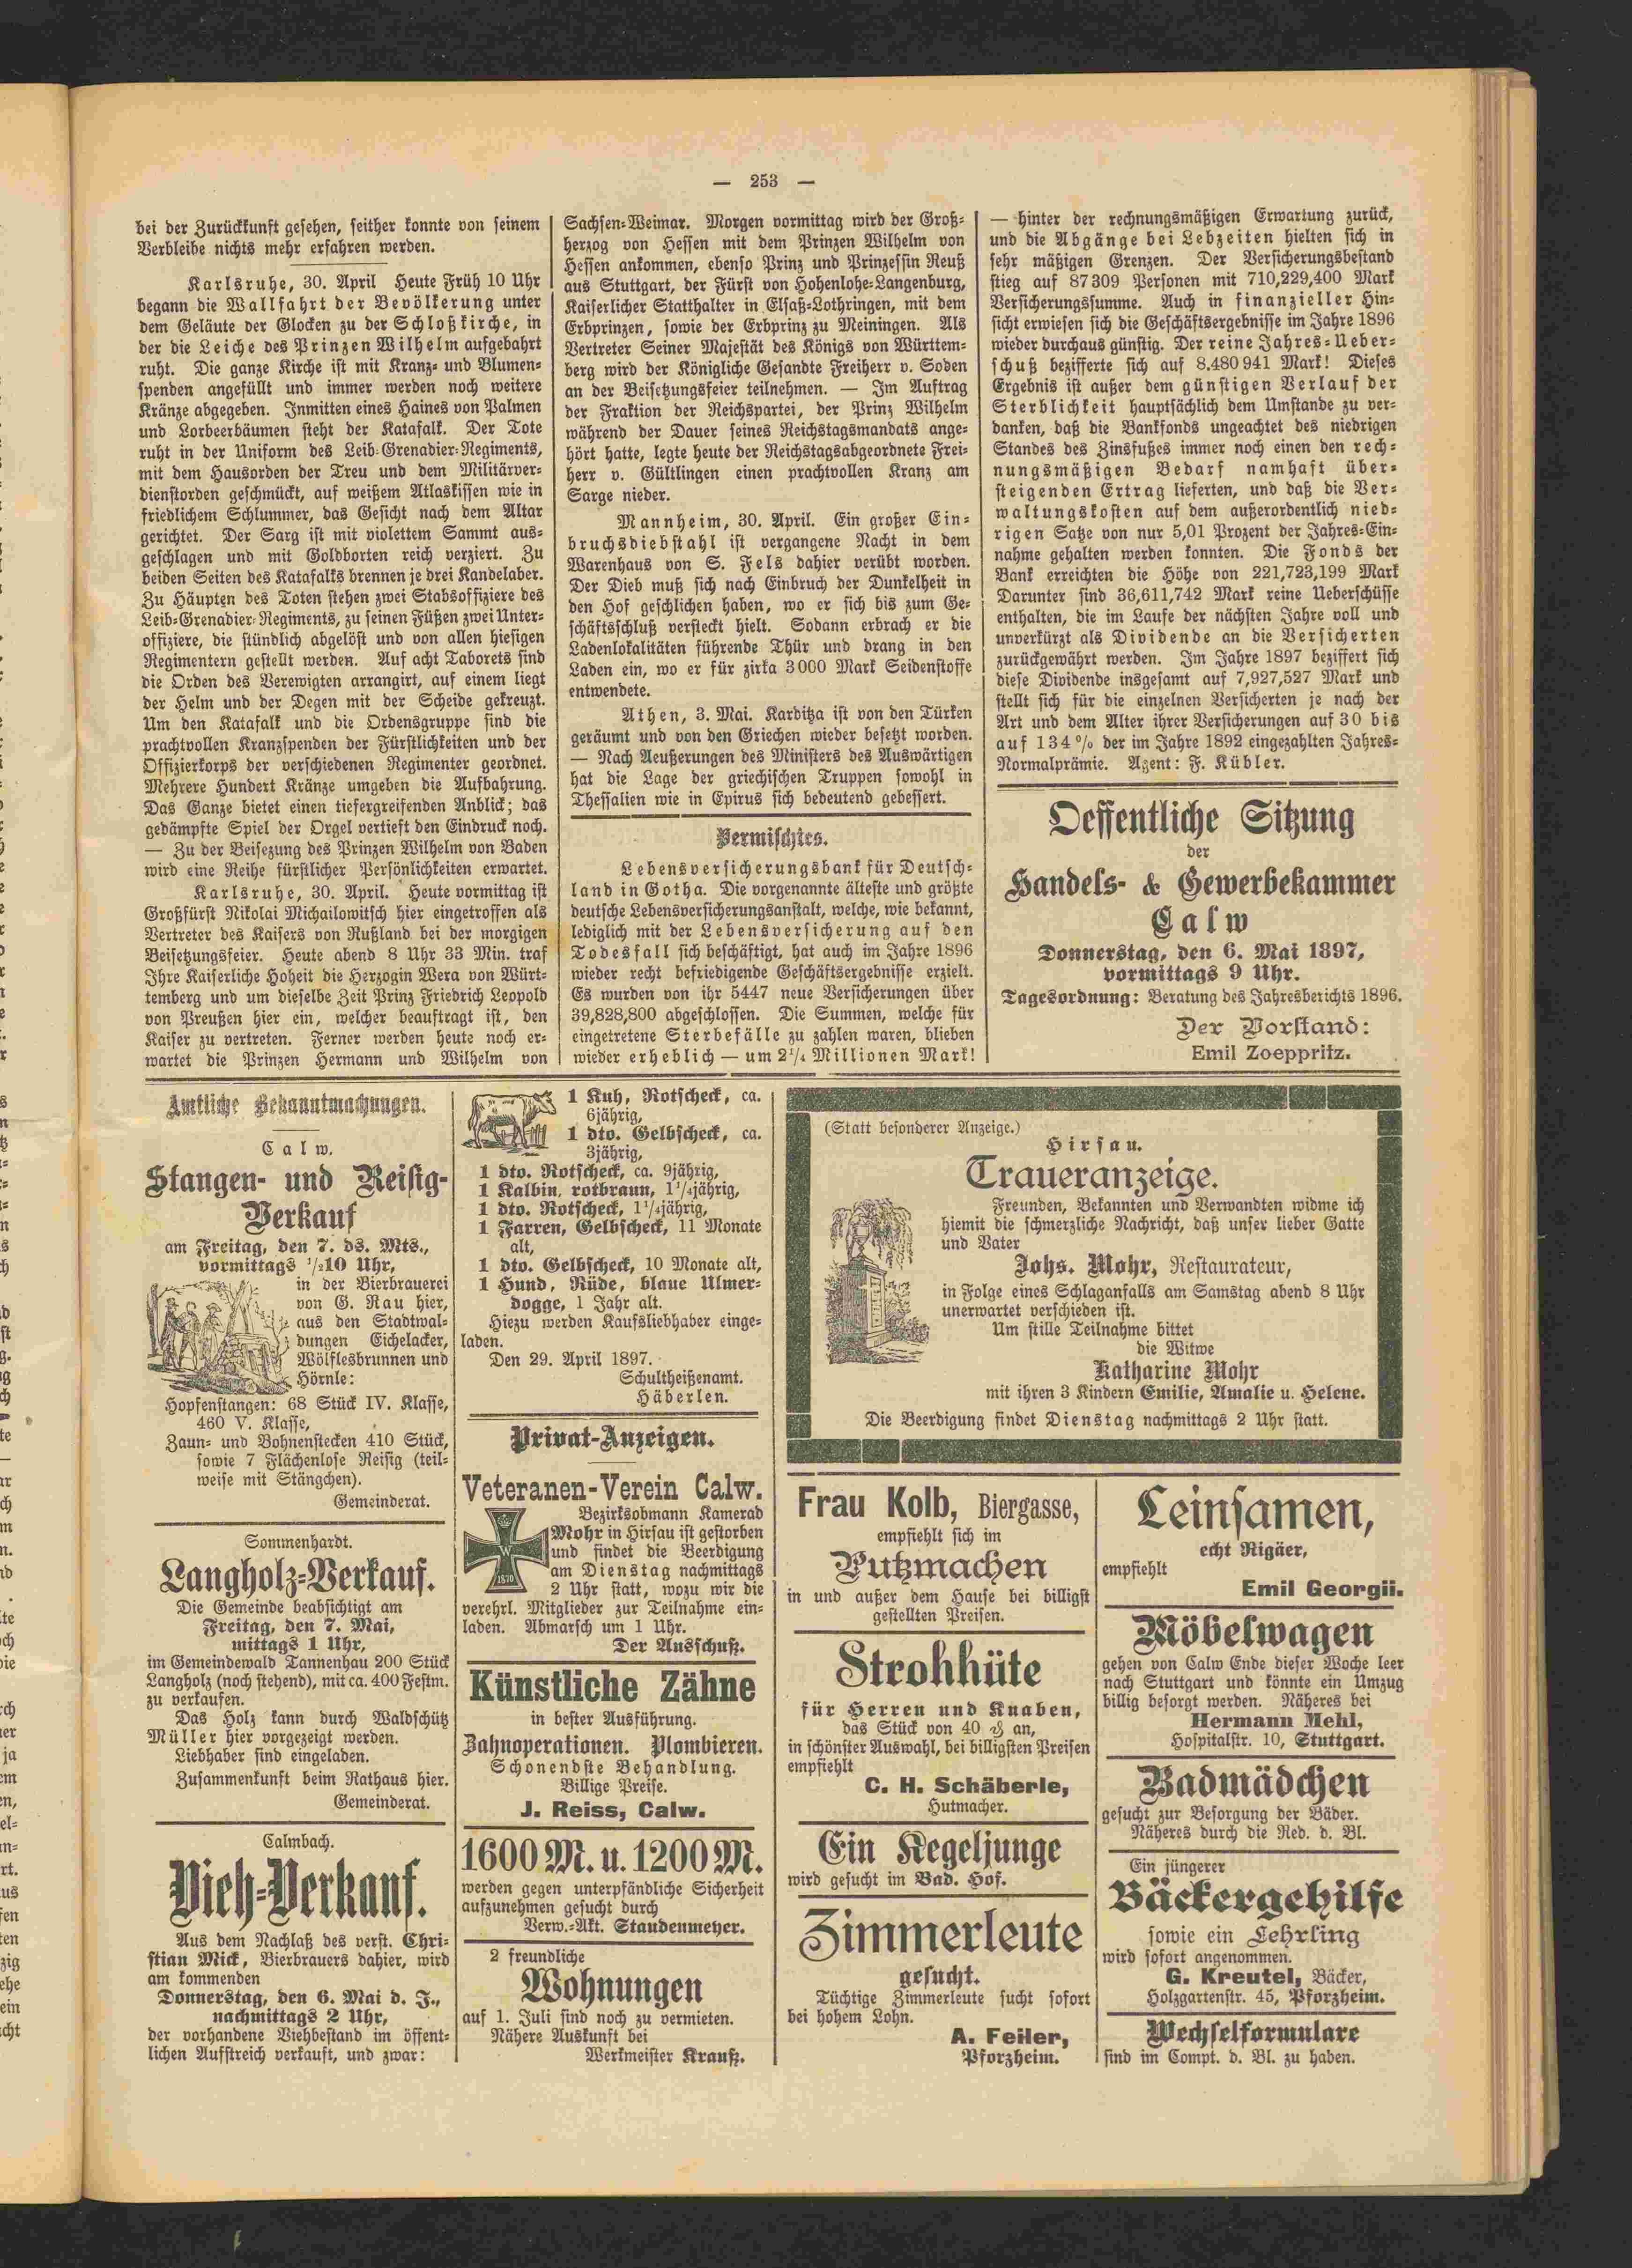 — 253 —
bei der Zurückkunft gesehen, seither konnte von seinem
Verbleibe nichts mehr erfahren werden.
Karlsruhe, 30. April Heute Früh 10 Uhr
begann die Wallfahrt der Bevölkerung unter
dem Geläute der Glocken zu der Schloßkirche, in
der die Leiche des Prinzen Wilhelm aufgebahrt
ruht. Die ganze Kirche ist mit Kranz- und Blumen-
spenden angefüllt und immer werden noch weitere
Kränze abgegeben. Inmitten eines Haines von Palmen
und Lorbeerbäumen steht der Katafalk. Der Tote
ruht in der Uniform des Leib-Grenadier-Regiments,
mit dem Hausorden der Treu und dem Militärver-
dienstorden geschmückt, auf weißem Atlaskissen wie in
friedlichem Schlummer, das Gesicht nach dem Altar
gerichtet. Der Sarg ist mit violettem Sammt aus-
geschlagen und mit Goldborten reich verziert. Zu
beiden Seiten des Katafalks brennen je drei Kandelaber.
Zu Häupten des Toten stehen zwei Stabsoffiziere des
Leib-Grenadier-Regiments, zu seinen Füßen zwei Unter-
offiziere, die stündlich abgelöst und von allen hiesigen
Regimentern gestellt werden. Auf acht Taborets sind
die Orden des Verewigten arrangirt, auf einem liegt
der Helm und der Degen mit der Scheide gekreuzt.
Um den Katafalk und die Ordensgruppe sind die
prachtvollen Kranzspenden der Fürstlichkeiten und der
Offizierkorps der verschiedenen Regimenter geordnet.
Mehrere Hundert Kränze umgeben die Aufbahrung.
Das Ganze bietet einen tiefergreifenden Anblick; das
gedämpfte Spiel der Orgel vertieft den Eindruck noch.
— Zu der Beisezung des Prinzen Wilhelm von Baden
wird eine Reihe fürstlicher Persönlichkeiten erwartet.
Karlsruhe, 30. April. Heute vormittag ist
Großfürst Nikolai Michailowitsch hier eingetroffen als
Vertreter des Kaisers von Rußland bei der morgigen
Beisetzungsfeier. Heute abend 8 Uhr 33 Min. traf
Ihre Kaiserliche Hoheit die Herzogin Wera von Würt-
temberg und um dieselbe Zeit Prinz Friedrich Leopold
von Preußen hier ein, welcher beauftragt ist, den
Kaiser zu vertreten. Ferner werden heute noch er-
wartet die Prinzen Hermann und Wilhelm von
Sachsen-Weimar. Morgen vormittag wird der Groß-
herzog von Hessen mit dem Prinzen Wilhelm von
Hessen ankommen, ebenso Prinz und Prinzessin Reuß
aus Stuttgart, der Fürst von Hohenlohe-Langenburg,
Kaiserlicher Statthalter in Elsaß-Lothringen, mit dem
Erbprinzen, sowie der Erbprinz zu Meiningen. Als
Vertreter Seiner Majestät des Königs von Württem-
berg wird der Königliche Gesandte Freiherr v. Soden
an der Beisetzungsfeier teilnehmen. — Im Auftrag
der Fraktion der Reichspartei, der Prinz Wilhelm
während der Dauer seines Reichstagsmandats ange-
hört hatte, legte heute der Reichstagsabgeordnete Frei-
herr v. Gültlingen einen prachtvollen Kranz am
Sarge nieder.
Mannheim, 30. April. Ein großer Ein-
bruchsdiebstahl ist vergangene Nacht in dem
Warenhaus von S. Fels dahier verübt worden.
Der Dieb muß sich nach Einbruch der Dunkelheit in
den Hof geschlichen haben, wo er sich bis zum Ge-
schäftsschluß versteckt hielt. Sodann erbrach er die
Ladenlokalitäten führende Thür und drang in den
Laden ein, wo er für zirka 3000 Mark Seidenstoffe
entwendete.
Athen, 3. Mai. Karditza ist von den Türken
geräumt und von den Griechen wieder besetzt worden.
— Nach Aeußerungen des Ministers des Auswärtigen
hat die Lage der griechischen Truppen sowohl in
Thessalien wie in Epirus sich bedeutend gebessert.
Vermischtes.
Lebensversicherungsbank für Deutsch-
land in Gotha. Die vorgenannte älteste und größte
deutsche Lebensversicherungsanstalt, welche, wie bekannt,
lediglich mit der Lebensversicherung auf den
Todesfall sich beschäftigt, hat auch im Jahre 1896
wieder recht befriedigende Geschäftsergebnisse erzielt.
Es wurden von ihr 5447 neue Versicherungen über
39,828,800 abgeschlossen. Die Summen, welche für
eingetretene Sterbefälle zu zahlen waren, blieben
wieder erheblich — um 2¼ Millionen Mark!
— hinter der rechnungsmäßigen Erwartung zurück,
und die Abgänge bei Lebzeiten hielten sich in
sehr mäßigen Grenzen. Der Versicherungsbestand
stieg auf 87309 Personen mit 710,229,400 Mark
Versicherungssumme. Auch in finanzieller Hin-
sicht erwiesen sich die Geschäftsergebnisse im Jahre 1896
wieder durchaus günstig. Der reine Jahres-Ueber-
schuß bezifferte sich auf 8.480941 Mark! Dieses
Ergebnis ist außer dem günstigen Verlauf der
Sterblichkeit hauptsächlich dem Umstande zu ver-
danken, daß die Bankfonds ungeachtet des niedrigen
Standes des Zinsfußes immer noch einen den rech-
nungsmäßigen Bedarf namhaft über-
steigenden Ertrag lieferten, und daß die Ver-
waltungskosten auf dem außerordentlich nied-
rigen Satze von nur 5,01 Prozent der Jahres-Ein-
nahme gehalten werden konnten. Die Fonds der
Bank erreichten die Höhe von 221,723,199 Mark
Darunter sind 36,611,742 Mark reine Ueberschüsse
enthalten, die im Laufe der nächsten Jahre voll und
unverkürzt als Dividende an die Versicherten
zurückgewährt werden. Im Jahre 1897 beziffert sich
diese Dividende insgesamt auf 7,927,527 Mark und
stellt sich für die einzelnen Versicherten je nach der
Art und dem Alter ihrer Versicherungen auf 30 bis
auf 134% der im Jahre 1892 eingezahlten Jahres-
Normalprämie. Agent: F. Kübler.
Oeffentliche Sitzung
der
Handels- & Gewerbekammer
Calw
Donnerstag, den 6. Mai 1897,
vormittags 9 Uhr.
Tagesordnung: Beratung des Jahresberichts 1896.
Der Vorstand:
Emil Zoeppritz.
Amtliche Bekanntmachungen.
Calw.
Stangen- und Reisig-
Verkauf
am Freitag, den 7. ds. Mts.,
vormittags ½10 Uhr,
in der Bierbrauerei
von G. Rau hier,
aus den Stadtwal-
dungen Eichelacker,
Wölflesbrunnen und
Hörnle:
Hopfenstangen: 68 Stück IV. Klasse,
460 V. Klasse,
Zaun- und Bohnenstecken 410 Stück,
sowie 7 Flächenlose Reisig (teil-
weise mit Stängchen).
Gemeinderat.
Sommenhardt.
Langholz-Verkauf.
Die Gemeinde beabsichtigt am
Freitag, den 7. Mai,
mittags 1 Uhr,
im Gemeindewald Tannenhau 200 Stück
Langholz (noch stehend), mit ca. 400 Festm.
zu verkaufen.
Das Holz kann durch Waldschütz
Müller hier vorgezeigt werden.
Liebhaber sind eingeladen.
Zusammenkunft beim Rathaus hier.
Gemeinderat.
Calmbach.
Vieh-Verkauf.
Aus dem Nachlaß des verst. Chri-
stian Mick, Bierbrauers dahier, wird
am kommenden
Donnerstag, den 6. Mai d. J.,
nachmittags 2 Uhr,
der vorhandene Viehbestand im öffent-
lichen Aufstreich verkauft, und zwar:
1 Kuh, Rotscheck, ca.
6jährig,
1 dto. Gelbscheck, ca.
3jährig,
1 dto. Rotscheck, ca. 9jährig,
1 Kalbin, rotbraun, 1¼jährig,
1 dto. Rotscheck, 1¼jährig,
1 Farren, Gelbscheck, 11 Monate
alt,
1 dto. Gelbscheck, 10 Monate alt,
1 Hund, Rüde, blaue Ulmer-
dogge, 1 Jahr alt.
Hiezu werden Kaufsliebhaber einge-
laden.
Den 29. April 1897.
Schultheißenamt.
Häberlen.
Privat-Anzeigen.
Veteranen-Verein Calw.
Bezirksobmann Kamerad
Mohr in Hirsau ist gestorben
und findet die Beerdigung
am Dienstag nachmittags
2 Uhr statt, wozu wir die
verehrl. Mitglieder zur Teilnahme ein-
laden. Abmarsch um 1 Uhr.
Der Ausschuß.
W
1870
Künstliche Zähne
in bester Ausführung.
Zahnoperationen. Plombieren.
Schonendste Behandlung.
Billige Preise.
J. Reiss, Calw.
1600 M. u. 1200 M.
werden gegen unterpfändliche Sicherheit
aufzunehmen gesucht durch
Verw.-Akt. Staudenmeyer.
2 freundliche
Wohnungen
auf 1. Juli sind noch zu vermieten.
Nähere Auskunft bei
Werkmeister Krauß.
(Statt besonderer Anzeige.)
Hirsau.
Traueranzeige.
Freunden, Bekannten und Verwandten widme ich
hiemit die schmerzliche Nachricht, daß unser lieber Gatte
und Vater
Johs. Mohr, Restaurateur,
in Folge eines Schlaganfalls am Samstag abend 8 Uhr
unerwartet verschieden ist.
Um stille Teilnahme bittet
die Witwe
Katharine Mohr
mit ihren 3 Kindern Emilie, Amalie u. Helene.
Die Beerdigung findet Dienstag nachmittags 2 Uhr statt.
Frau Kolb, Biergasse,
empfiehlt sich im
Putzmachen
in und außer dem Hause bei billigst
gestellten Preisen.
Strohhüte
für Herren und Knaben,
das Stück von 40 ₰ an,
in schönster Auswahl, bei billigsten Preisen
empfiehlt
C. H. Schäberle,
Hutmacher.
Ein Kegeljunge
wird gesucht im Bad. Hof.
Zimmerleute
gesucht.
Tüchtige Zimmerleute sucht sofort
bei hohem Lohn.
A. Feiler,
Pforzheim.
Leinsamen,
echt Rigäer,
empfiehlt
Emil Georgii.
Möbelwagen
gehen von Calw Ende dieser Woche leer
nach Stuttgart und könnte ein Umzug
billig besorgt werden. Näheres bei
Hermann Mehl,
Hospitalstr. 10, Stuttgart.
Badmädchen
gesucht zur Besorgung der Bäder.
Näheres durch die Red. d. Bl.
Ein jüngerer
Bäckergehilfe
sowie ein Lehrling
wird sofort angenommen.
G. Kreutel, Bäcker,
Holzgartenstr. 45, Pforzheim.
Wechselformulare
sind im Compt. d. Bl. zu haben.